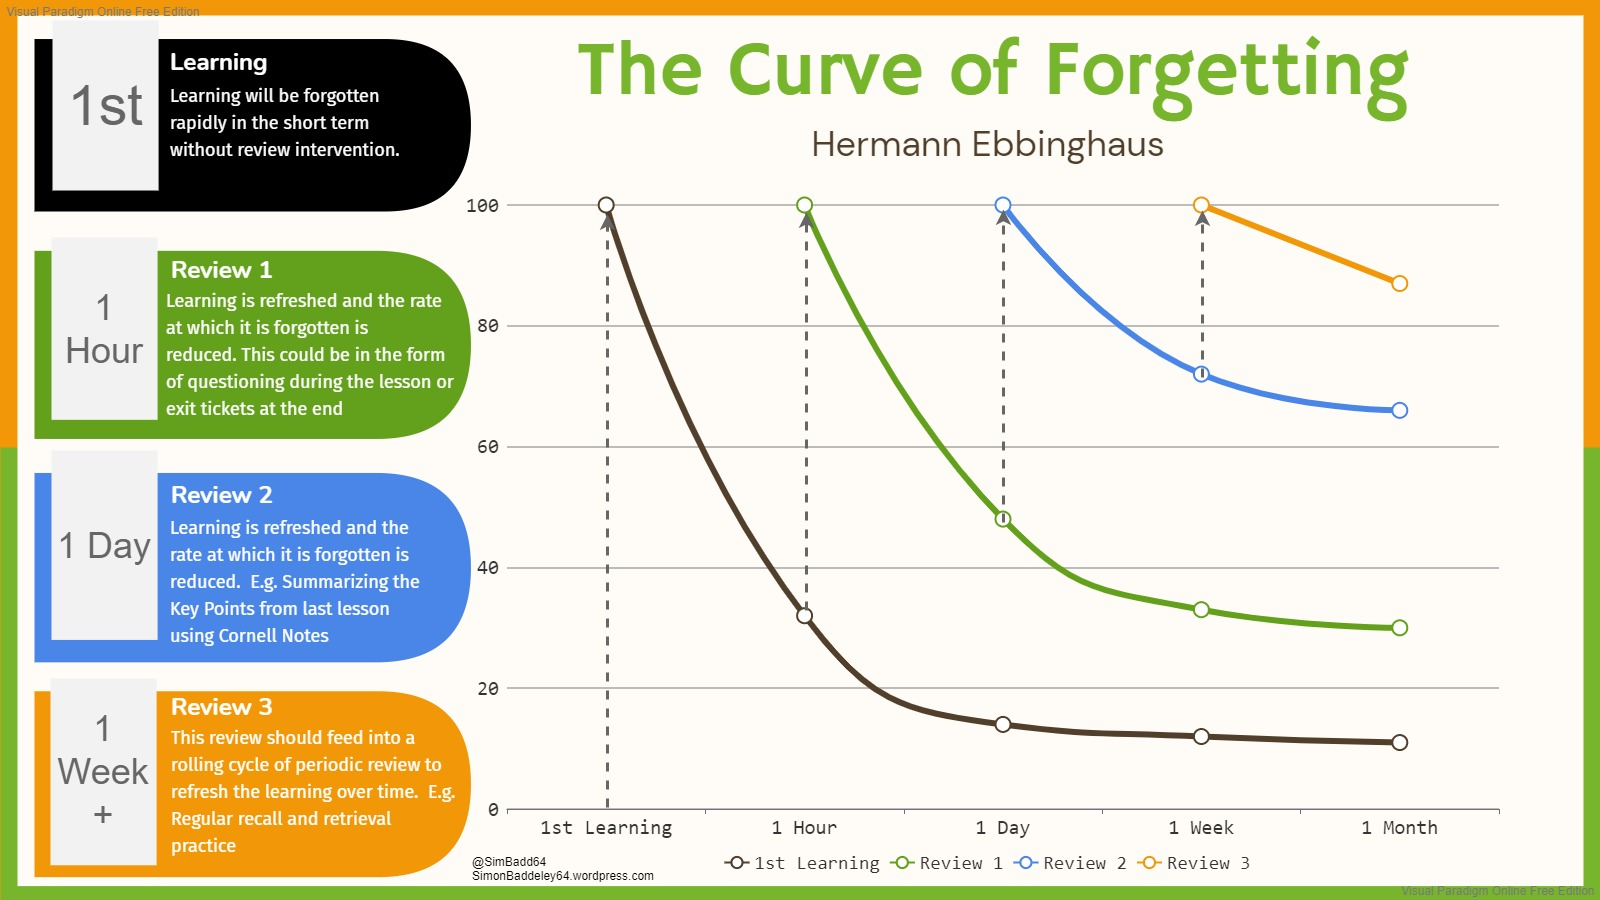 Visual Paradigm Online Free Edition
The Curve of Forgetting
Hermann Ebbinghaus
1st
Learning
Learning will be forgotten
rapidly in the short term
without review intervention.
1
Hour
Review 1
Learning is refreshed and the rate
at which it is forgotten is
reduced. This could be in the form
of questioning during the lesson or
exit tickets at the end
1 Day
Review 2
Learning is refreshed and the
rate at which it is forgotten is
reduced.  E.g. Summarizing the
Key Points from last lesson
using Cornell Notes
1
Week
+
Review 3
This review should feed into a
rolling cycle of periodic review to
refresh the learning over time.  E.g.
Regular recall and retrieval
practice
100
80
60
40
20
0
1st Learning 1 Hour 1 Day 1 Week 1 Month
1st Learning Review 1 Review 2 Review 3
@SimBadd64
SimonBaddeley64.wordpress.com
Visual Paradigm Online Free Edition